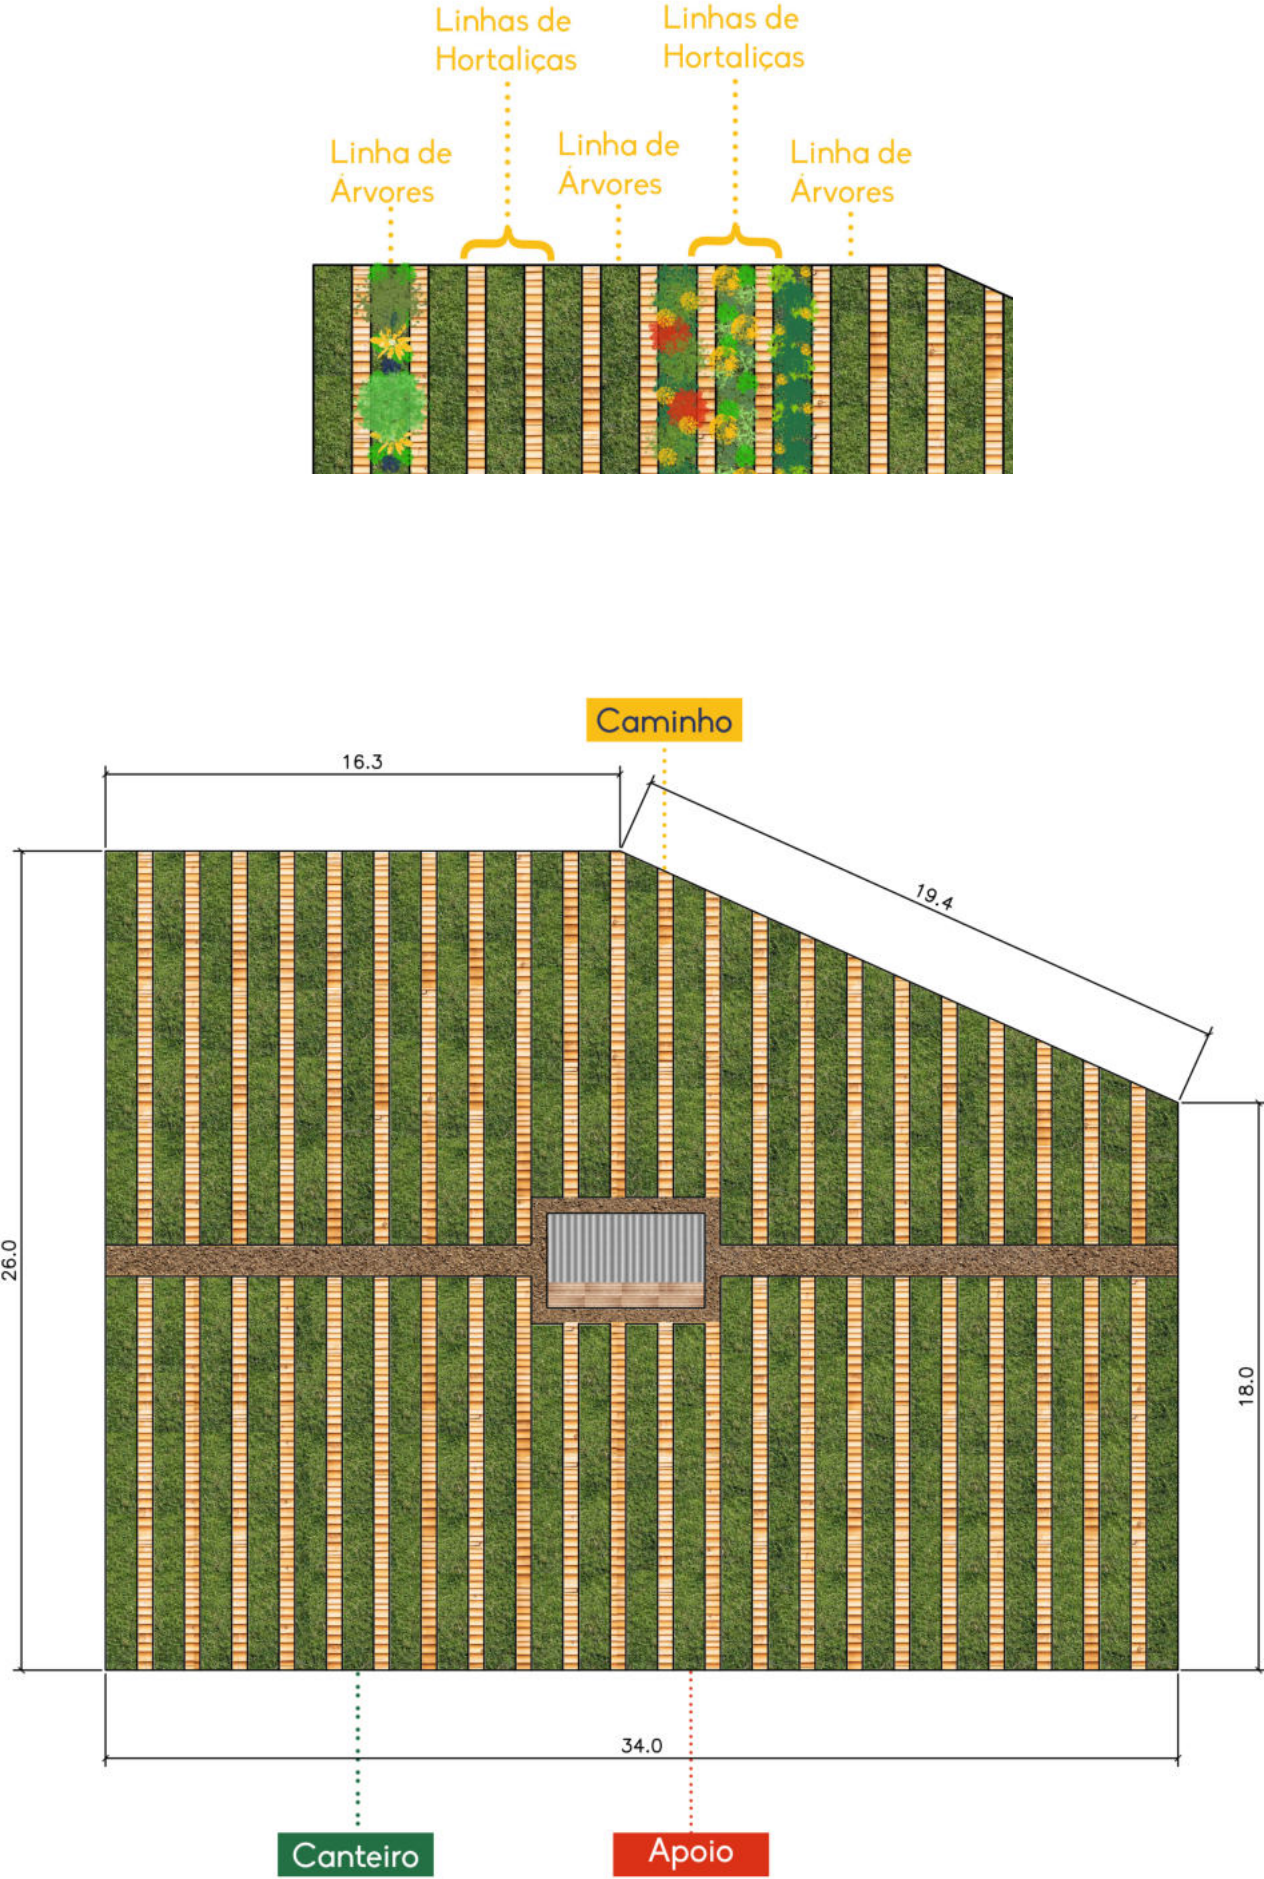 Linhas de
Hortaliças
Linhas de
Hortaliças
Linha de
Árvores
Linha de
Árvores
Linha de
Árvores
Caminho
16.3
19.4
26.0
18.0
34.0
Canteiro
Apoio